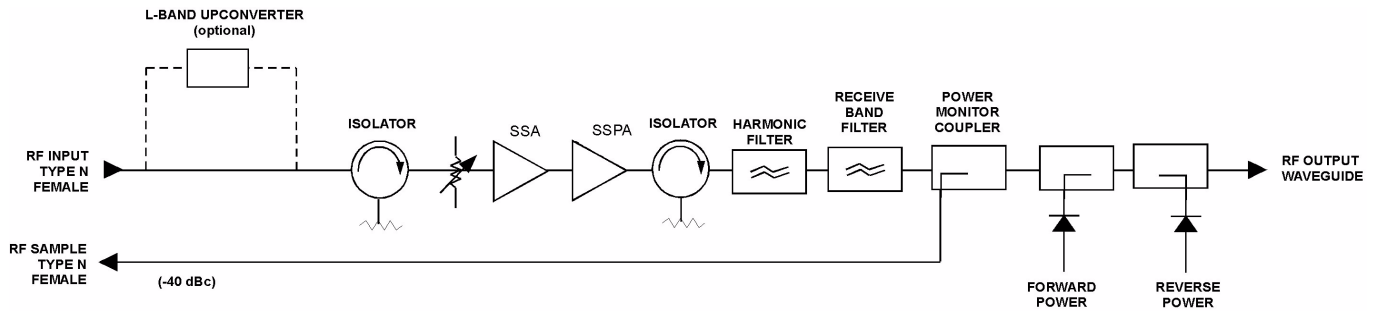 L-BAND UPCONVERTER
(optional)
RF INPUT
TYPE N
FEMALE
ISOLATOR
SSA
SSPA
ISOLATOR
HARMONIC
FILTER
RECEIVE
BAND
FILTER
POWER
MONITOR
COUPLER
RF OUTPUT
WAVEGUIDE
RF SAMPLE
TYPE N
FEMALE
(-40 dBc)
FORWARD
POWER
REVERSE
POWER